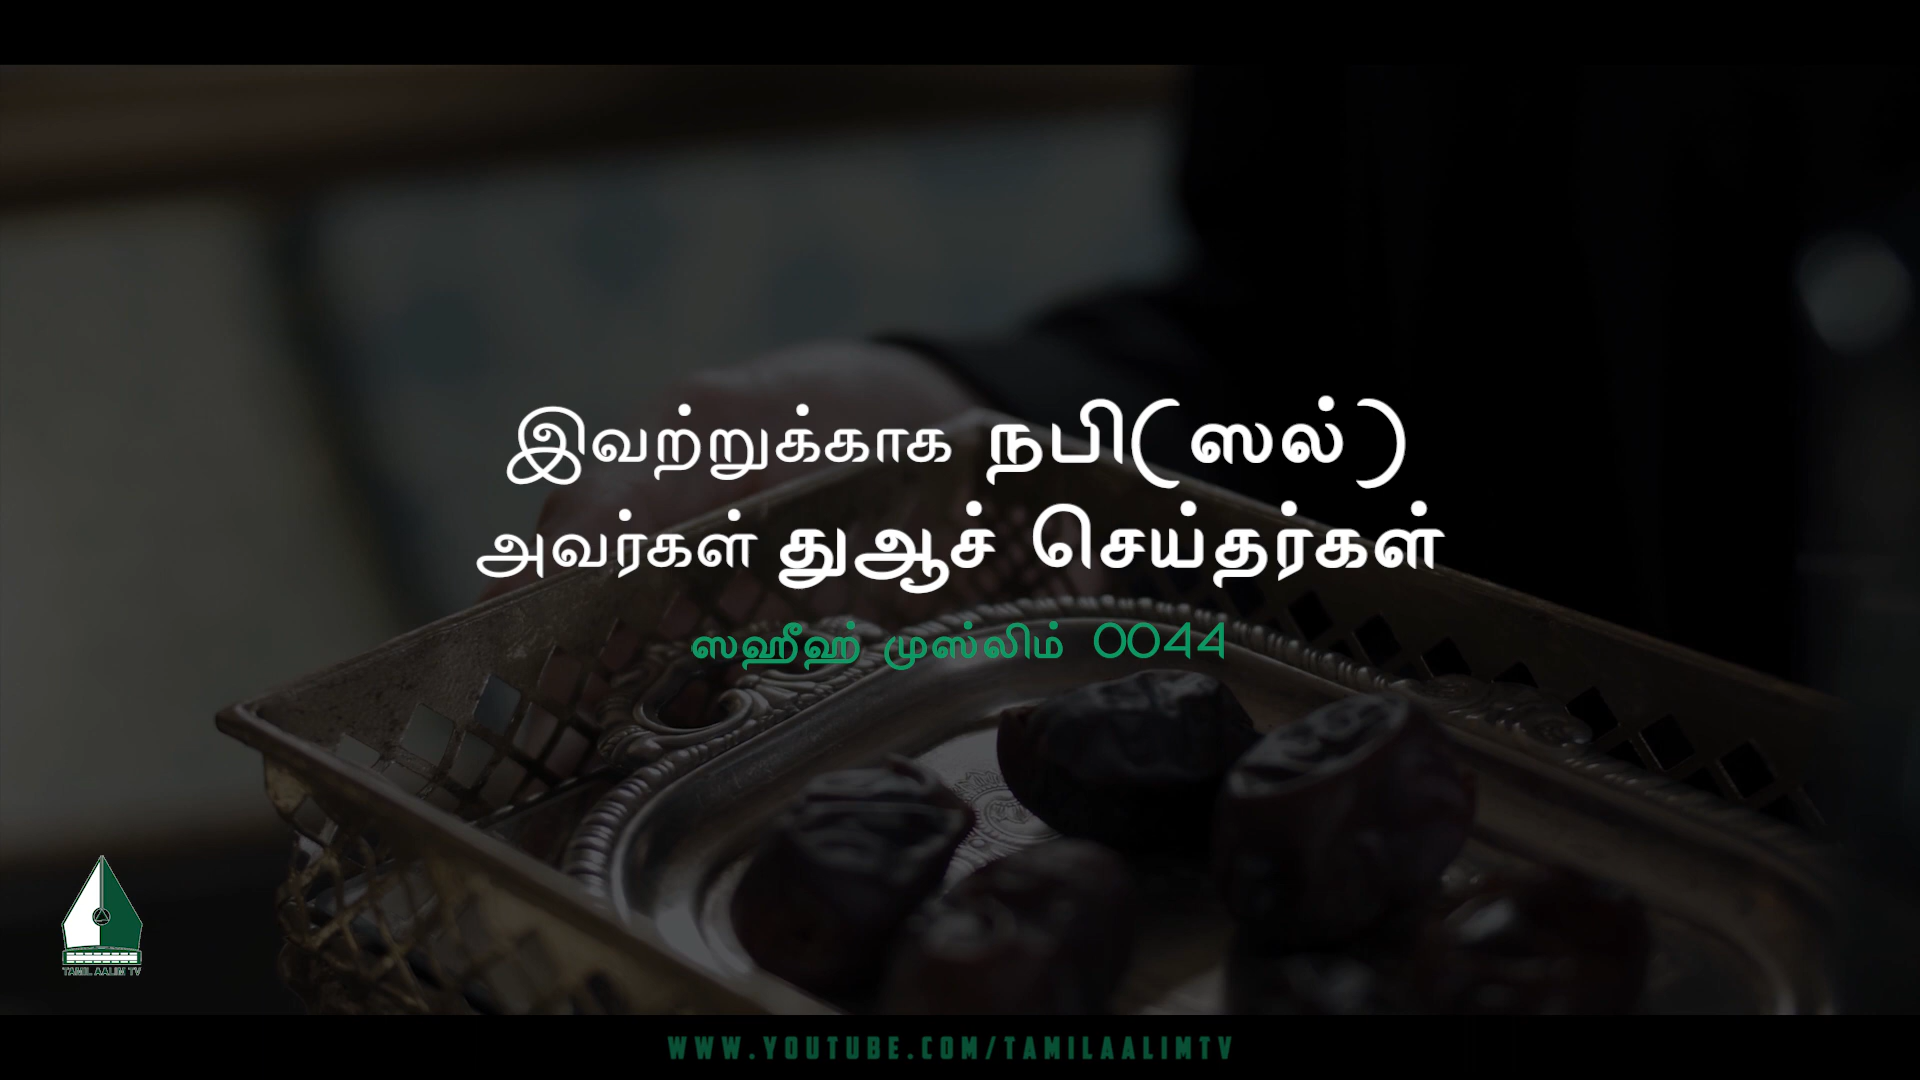 இவற்றுக்காக நபி(ஸல்)
அவர்கள் துஆச் செய்தர்கள்
ஸஹீஹ் முஸ்லிம் 0044
TAMIL AALIM TV
WWW.YOUTUBE.COM/TAMILAALIMTV